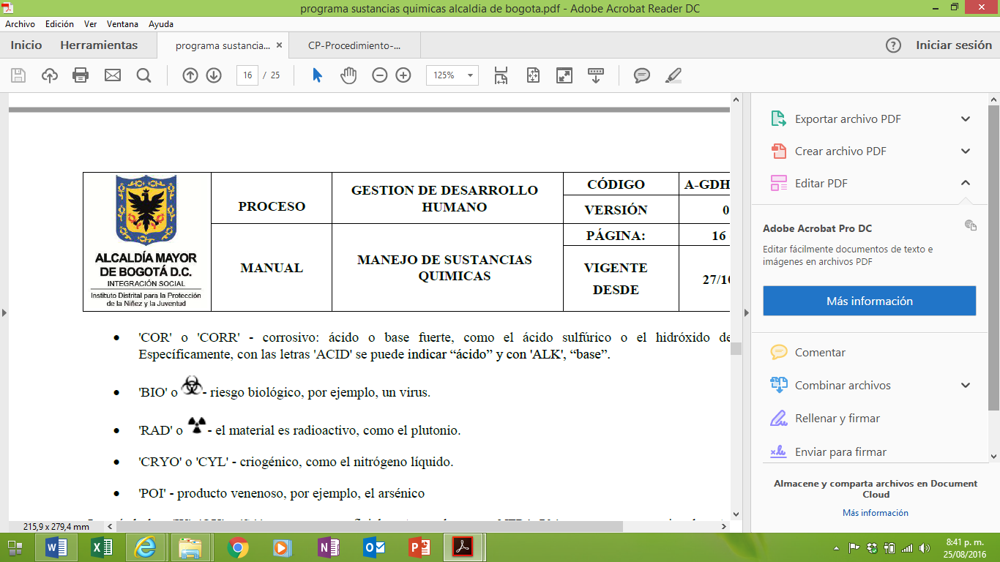 programa sustancias quimicas alcaldia de bogota.pdf - Adobe Acrobat Reader DC
Archivo Edición Ver Ventana Ayuda
Inicio Herramientas programa sustancia... × CP-Procedimiento-... Iniciar sesión
16 / 25 125%
Exportar archivo PDF
Crear archivo PDF
Editar PDF
Adobe Acrobat Pro DC
Editar fácilmente documentos de texto e
imágenes en archivos PDF
Más información
Comentar
Combinar archivos
Rellenar y firmar
Enviar para firmar
Almacene y comparta archivos en Document
Cloud
Más información
ALCALDÍA MAYOR
DE BOGOTÁ D.C.
INTEGRACIÓN SOCIAL
Instituto Distrital para la Protección
de la Niñez y la Juventud
PROCESO
GESTION DE DESARROLLO
HUMANO
CÓDIGO
A-GDH
VERSIÓN
0
MANUAL
MANEJO DE SUSTANCIAS
QUIMICAS
PÁGINA:
16
VIGENTE
DESDE
27/10
• 'COR' o 'CORR' - corrosivo: ácido o base fuerte, como el ácido sulfúrico o el hidróxido de
Específicamente, con las letras 'ACID' se puede indicar “ácido” y con 'ALK', “base”.
• 'BIO' o - riesgo biológico, por ejemplo, un virus.
• 'RAD' o - el material es radioactivo, como el plutonio.
• 'CRYO' o 'CYL' - criogénico, como el nitrógeno líquido.
• 'POI' - producto venenoso, por ejemplo, el arsénico
215,9 x 279,4 mm
8:41 p. m.
25/08/2016